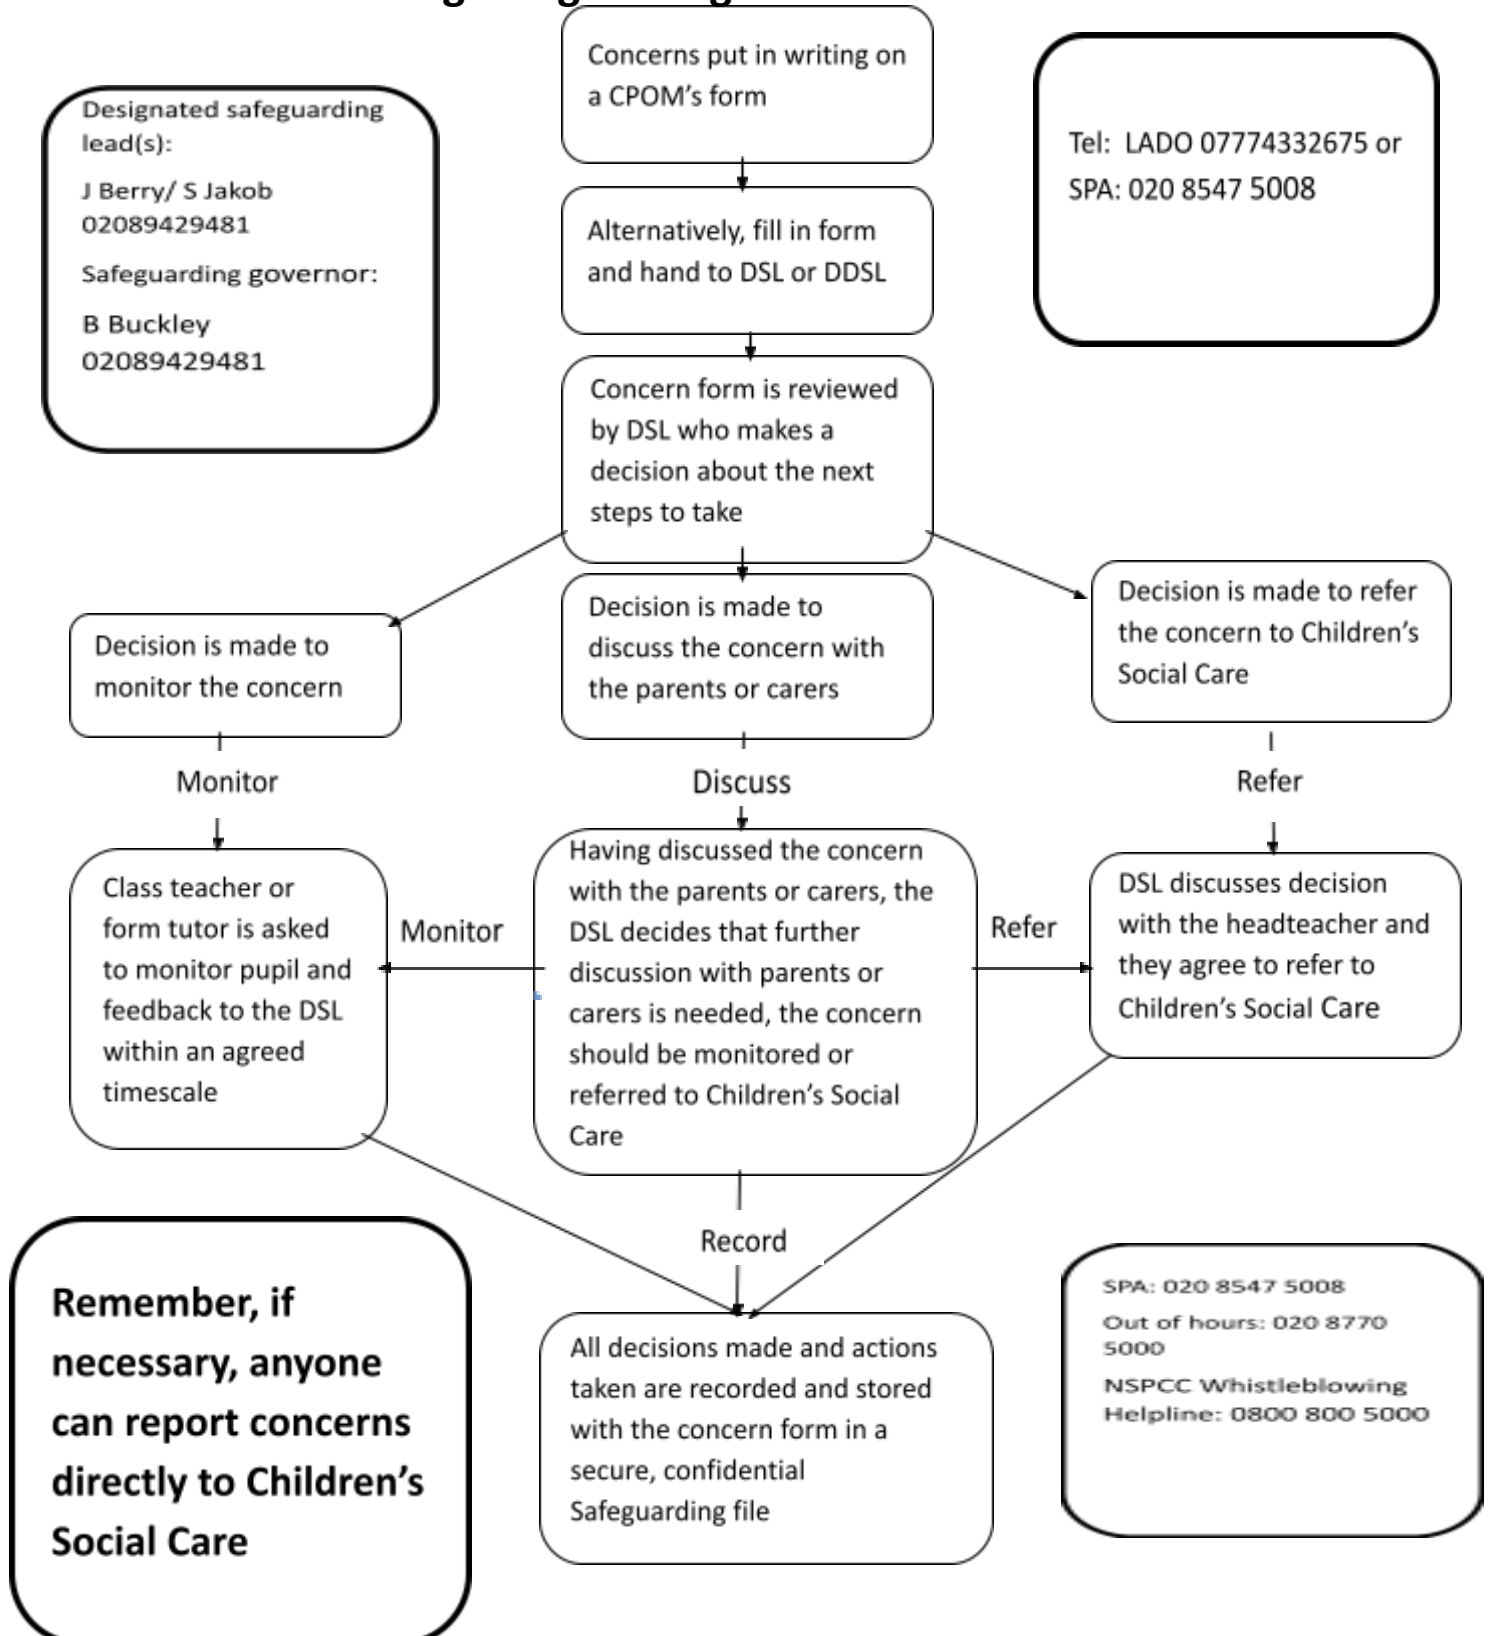 Concerns put in writing on
a CPOM's form
Designated safeguarding
lead(s):
J Berry/ S Jakob
02089429481
Safeguarding governor:
B Buckley
02089429481
Tel: LADO 07774332675 or
SPA: 020 8547 5008
Alternatively, fill in form
and hand to DSL or DDSL
Concern form is reviewed
by DSL who makes a
decision about the next
steps to take
Decision is made to
monitor the concern
Decision is made to
discuss the concern with
the parents or carers
Decision is made to refer
the concern to Children's
Social Care
Monitor
Discuss
Refer
Class teacher or
form tutor is asked
to monitor pupil and
feedback to the DSL
within an agreed
timescale
Monitor
Having discussed the concern
with the parents or carers, the
DSL decides that further
discussion with parents or
carers is needed, the concern
should be monitored or
referred to Children's Social
Care
Refer
DSL discusses decision
with the headteacher and
they agree to refer to
Children's Social Care
Record
Remember, if
necessary, anyone
can report concerns
directly to Children's
Social Care
All decisions made and actions
taken are recorded and stored
with the concern form in a
secure, confidential
Safeguarding file
SPA: 020 8547 5008
Out of hours: 020 8770
5000
NSPCC Whistleblowing
Helpline: 0800 800 5000